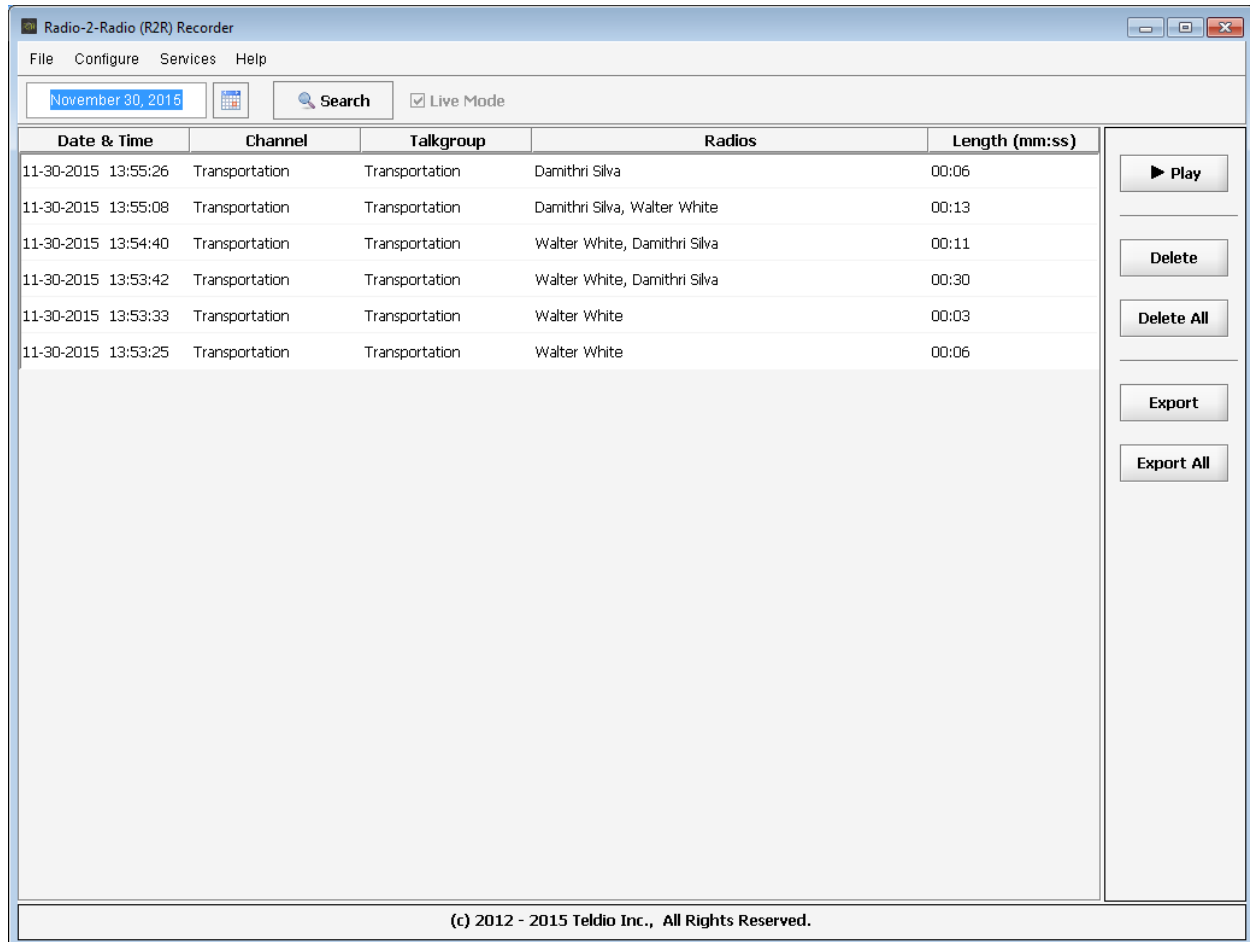 Radio-2-Radio (R2R) Recorder
File Configure Services Help
November 30, 2015 Search Live Mode
Date & Time Channel Talkgroup Radios Length (mm:ss)
11-30-2015 13:55:26 Transportation Transportation Damithri Silva 00:06
11-30-2015 13:55:08 Transportation Transportation Damithri Silva, Walter White 00:13
11-30-2015 13:54:40 Transportation Transportation Walter White, Damithri Silva 00:11
11-30-2015 13:53:42 Transportation Transportation Walter White, Damithri Silva 00:30
11-30-2015 13:53:33 Transportation Transportation Walter White 00:03
11-30-2015 13:53:25 Transportation Transportation Walter White 00:06
Play
Delete
Delete All
Export
Export All
(c) 2012 - 2015 Teldio Inc., All Rights Reserved.